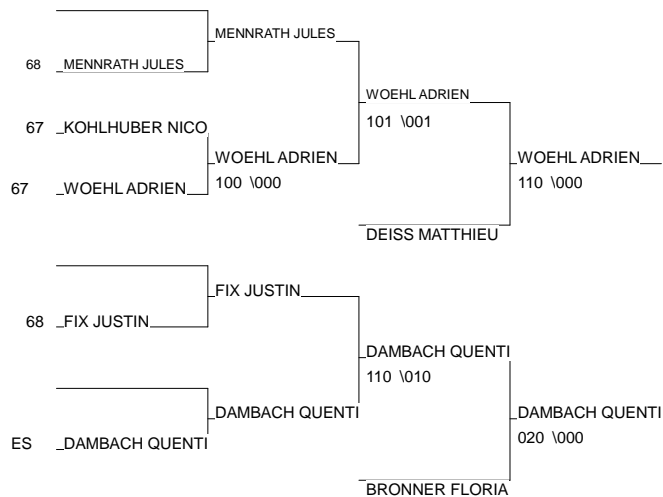 MENNRATH JULES
68 MENNRATH JULES
WOEHL ADRIEN
101 \001
67 KOHLHUBER NICO
WOEHL ADRIEN
100 \000
WOEHL ADRIEN
110 \000
67 WOEHL ADRIEN
DEISS MATTHIEU
FIX JUSTIN
68 FIX JUSTIN
DAMBACH QUENTI
110 \010
DAMBACH QUENTI
DAMBACH QUENTI
020 \000
ES DAMBACH QUENTI
BRONNER FLORIA